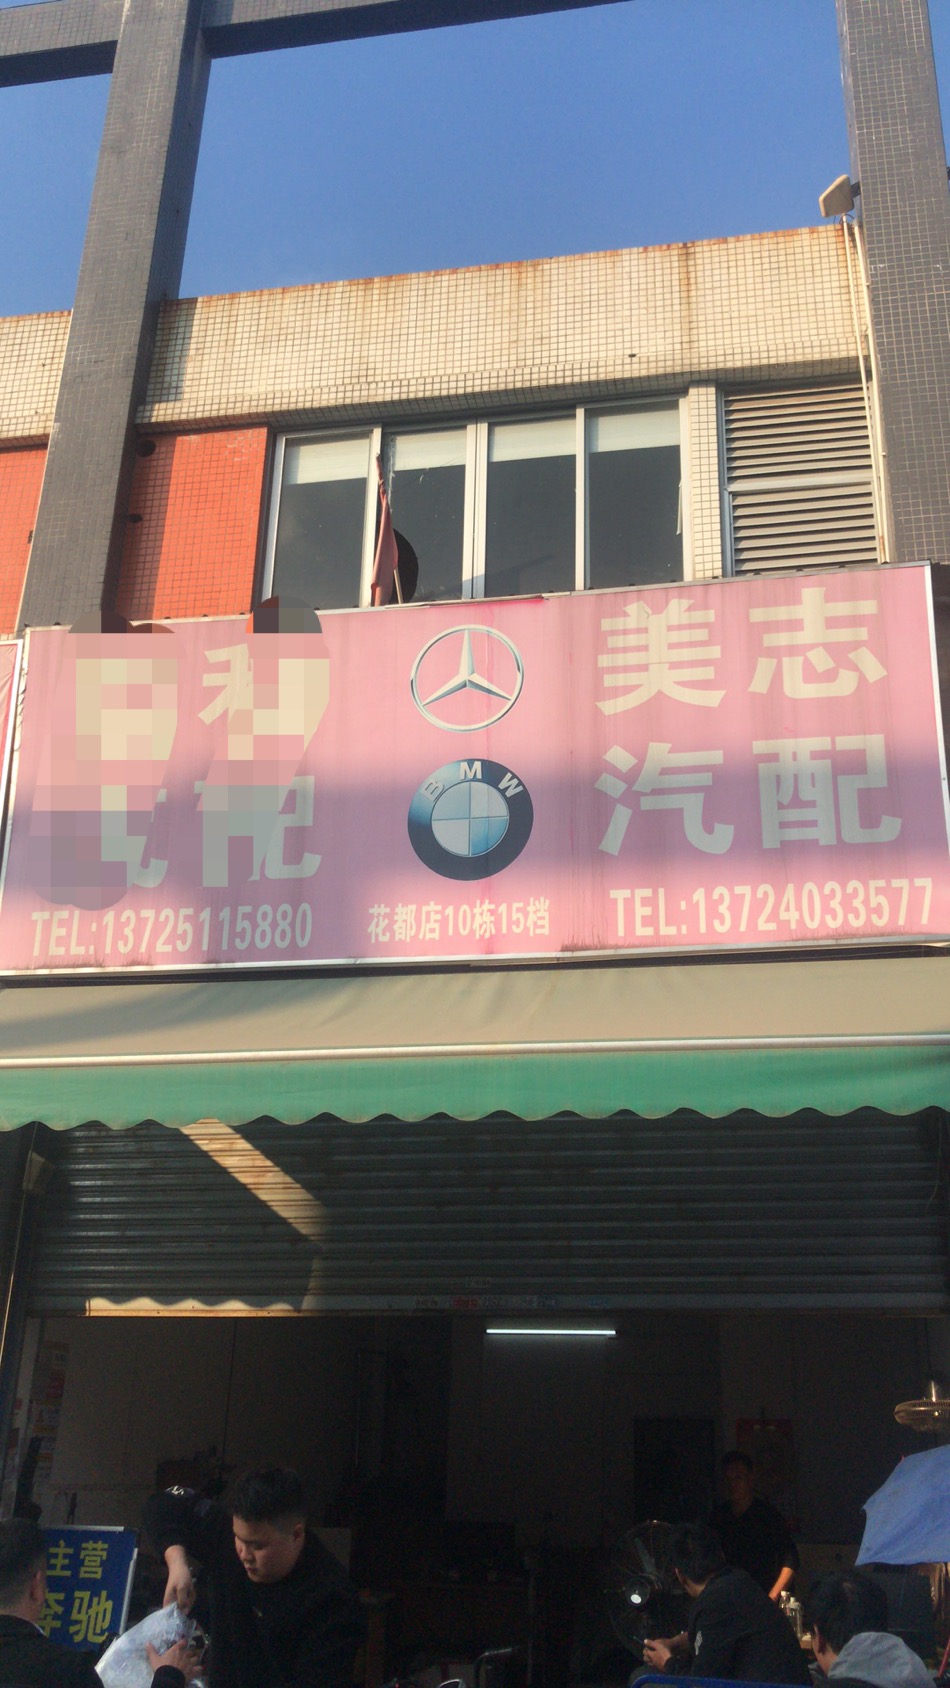 美志
汽配
BMW
TEL:13725115880
花都店10栋15档
TEL:13724033577
主营
奔驰